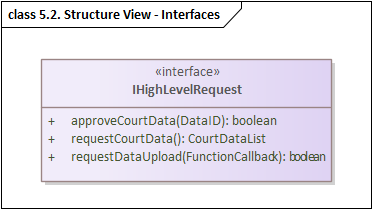 class 5.2. Structure View - Interfaces
«interface»
IHighLevelRequest
+ approveCourtData(DataID): boolean
+ requestCourtData(): CourtDataList
+ requestDataUpload(FunctionCallback): boolean